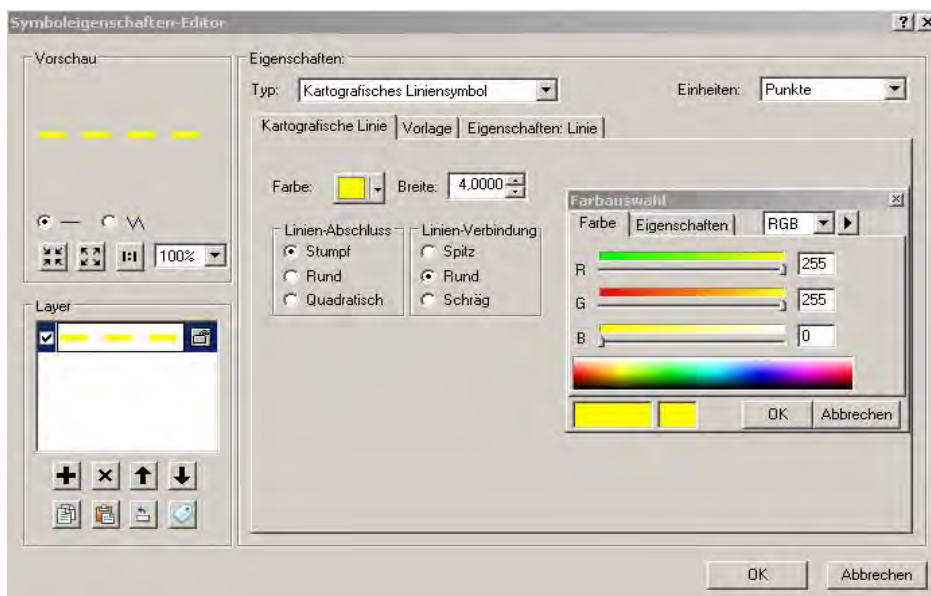 Symboleigenschaften-Editor
Vorschau
100%
Layer
Eigenschaften:
Typ: Kartografisches Liniensymbol
Einheiten: Punkte
Kartografische Linie Vorlage Eigenschaften: Linie
Farbe: Breite: 4,0000
Linien-Abschluss
Stumpf
Rund
Quadratisch
Linien-Verbindung
Spitz
Rund
Schräg
Farbauswahl
Farbe Eigenschaften RGB
R 255
G 255
B 0
OK Abbrechen
OK Abbrechen
1:1